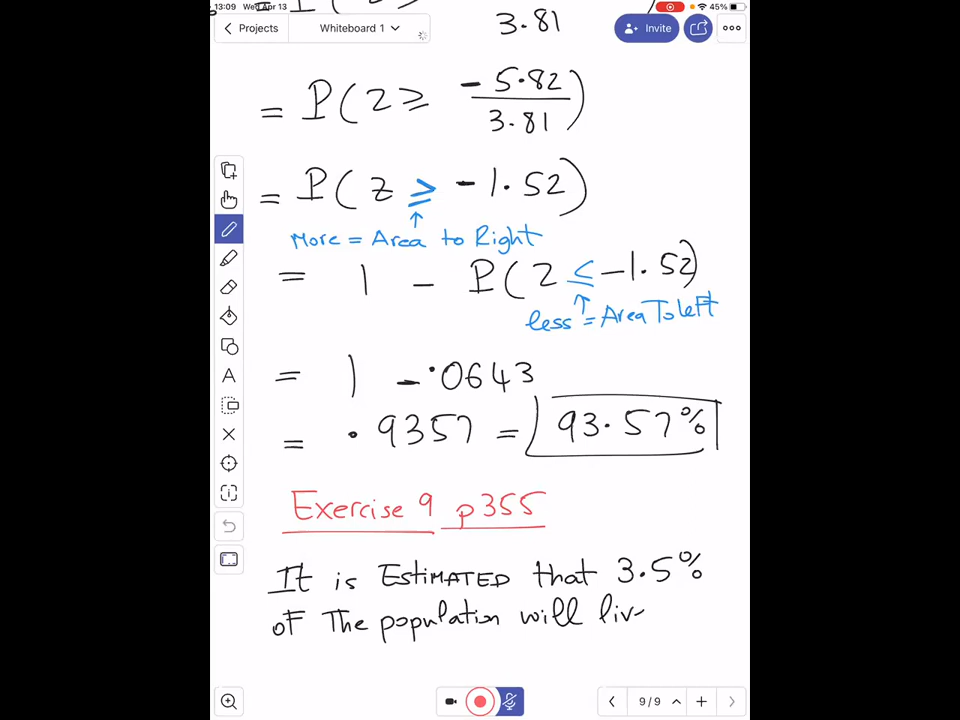 13:09 Wed Apr 13
45%
Projects
Whiteboard 1
Invite
3.81
= P(Z ≥ -5.82/3.81)
= P(Z ≥ -1.52)
More = Area to Right
= 1 - P(Z ≤ -1.52)
less = Area To left
= 1 - .0643
= .9357 = 93.57%
Exercise 9 p355
It is ESTIMATED that 3.5%
of The population will liv
A
9/9